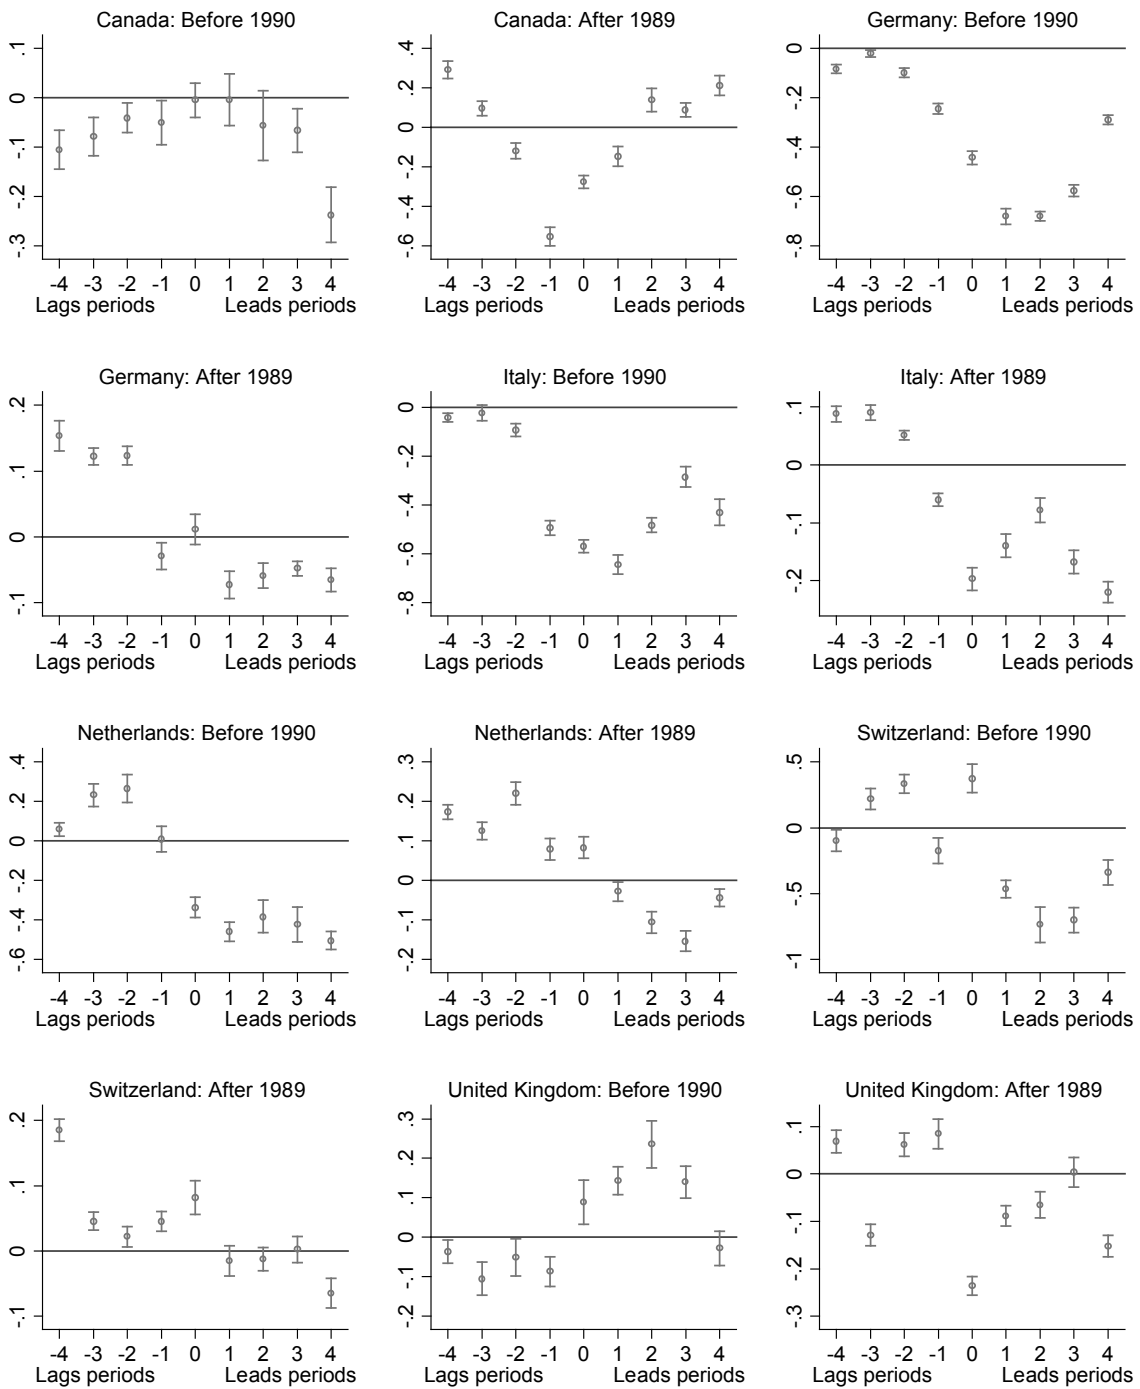 Canada: Before 1990
.1
0
-.1
-.2
-.3
-4 -3 -2 -1 0 1 2 3 4
Lags periods Leads periods
Canada: After 1989
.4
.2
0
-.2
-.4
-.6
-4 -3 -2 -1 0 1 2 3 4
Lags periods Leads periods
Germany: Before 1990
0
-.2
-.4
-.6
-.8
-4 -3 -2 -1 0 1 2 3 4
Lags periods Leads periods
Germany: After 1989
.2
.1
0
-.1
-4 -3 -2 -1 0 1 2 3 4
Lags periods Leads periods
Italy: Before 1990
0
-.2
-.4
-.6
-.8
-4 -3 -2 -1 0 1 2 3 4
Lags periods Leads periods
Italy: After 1989
.1
0
-.1
-.2
-4 -3 -2 -1 0 1 2 3 4
Lags periods Leads periods
Netherlands: Before 1990
.4
.2
0
-.2
-.4
-.6
-4 -3 -2 -1 0 1 2 3 4
Lags periods Leads periods
Netherlands: After 1989
.3
.2
.1
0
-.1
-.2
-4 -3 -2 -1 0 1 2 3 4
Lags periods Leads periods
Switzerland: Before 1990
.5
0
-.5
-1
-4 -3 -2 -1 0 1 2 3 4
Lags periods Leads periods
Switzerland: After 1989
.2
.1
0
-.1
-4 -3 -2 -1 0 1 2 3 4
Lags periods Leads periods
United Kingdom: Before 1990
.3
.2
.1
0
-.1
-.2
-4 -3 -2 -1 0 1 2 3 4
Lags periods Leads periods
United Kingdom: After 1989
.1
0
-.1
-.2
-.3
-4 -3 -2 -1 0 1 2 3 4
Lags periods Leads periods